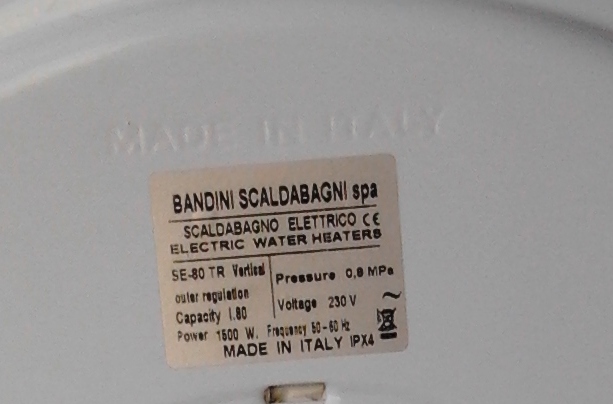 MADE IN ITALY
BANDINI SCALDABAGNI spa
SCALDABAGNO ELETTRICO CE
ELECTRIC WATER HEATERS
SE-80 TR Vertical
outer regulation
Capacity l.80
Pressure 0,8 MPa
Voltage 230 V ~
Power 1500 W. Frequency 50-60 Hz
MADE IN ITALY IPX4